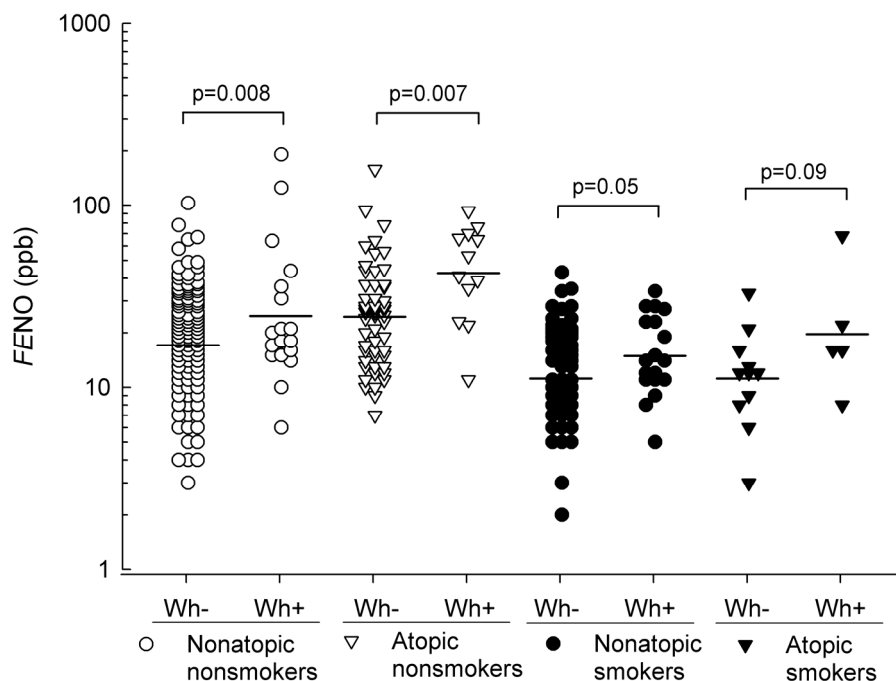 1000
p=0.008
p=0.007
p=0.05
p=0.09
100
10
1
FENO (ppb)
Wh- Wh+ Wh- Wh+ Wh- Wh+ Wh- Wh+
Nonatopic Atopic Nonatopic Atopic
nonsmokers nonsmokers smokers smokers